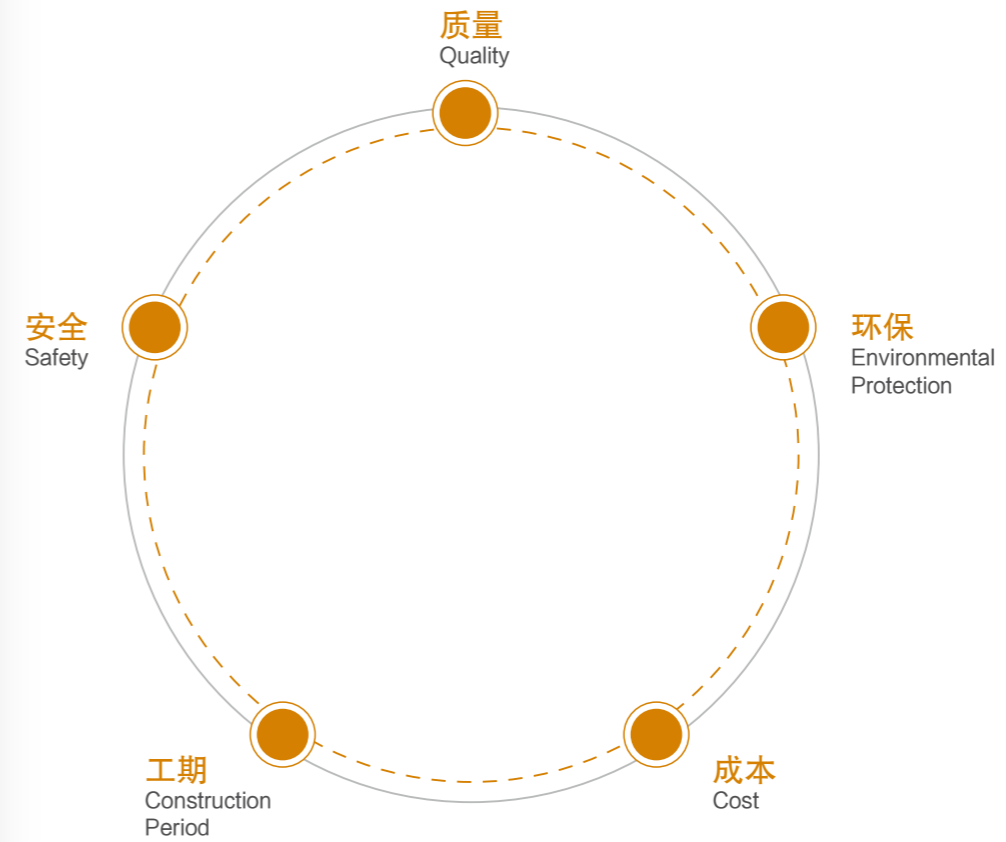 质量
Quality
安全
Safety
环保
Environmental
Protection
工期
Construction
Period
成本
Cost